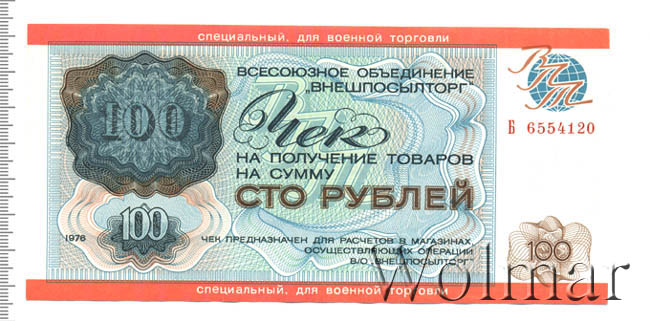 специальный, для военной торговли
ВСЕСОЮЗНОЕ ОБЪЕДИНЕНИЕ
„ВНЕШПОСЫЛТОРГ"
ВПТ
100
Чек
Б 6554120
НА ПОЛУЧЕНИЕ ТОВАРОВ
НА СУММУ
СТО РУБЛЕЙ
100
1976
ЧЕК ПРЕДНАЗНАЧЕН ДЛЯ РАСЧЕТОВ В МАГАЗИНАХ,
ОСУЩЕСТВЛЯЮЩИХ ОПЕРАЦИИ
В/О „ВНЕШПОСЫЛТОРГ"
100
специальный, для военной торговли
Wolmar